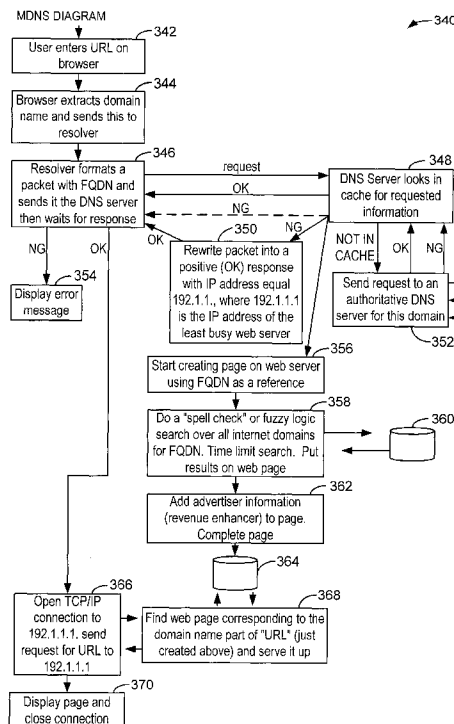 MDNS DIAGRAM
340
342
User enters URL on
browser
344
Browser extracts domain
name and sends this to
resolver
346
Resolver formats a
packet with FQDN and
sends it the DNS server
then waits for response
request
OK
NG
348
DNS Server looks in
cache for requested
information
NG
OK
OK
NG
350
Rewrite packet into a
positive (OK) response
with IP address equal
192.1.1., where 192.1.1.1
is the IP address of the
least busy web server
NOT IN
CACHE
OK
NG
354
Display error
message
Send request to an
authoritative DNS
server for this domain
352
356
Start creating page on web server
using FQDN as a reference
358
Do a "spell check" or fuzzy logic
search over all internet domains
for FQDN. Time limit search. Put
results on web page
360
362
Add advertiser information
(revenue enhancer) to page.
Complete page
364
366
Open TCP/IP
connection to
192.1.1.1. send
request for URL to
192.1.1.1
368
Find web page corresponding to the
domain name part of "URL" (just
created above) and serve it up
370
Display page and
close connection